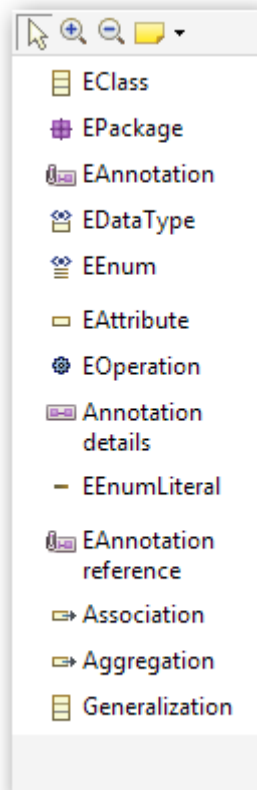 EClass
EPackage
EAnnotation
EDataType
EEnum
EAttribute
EOperation
Annotation
details
EEnumLiteral
EAnnotation
reference
Association
Aggregation
Generalization